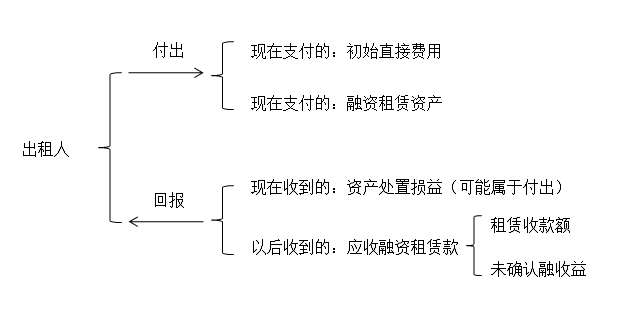 付出
现在支付的：初始直接费用
现在支付的：融资租赁资产
出租人
现在收到的：资产处置损益（可能属于付出）
回报
租赁收款额
以后收到的：应收融资租赁款
未确认融收益